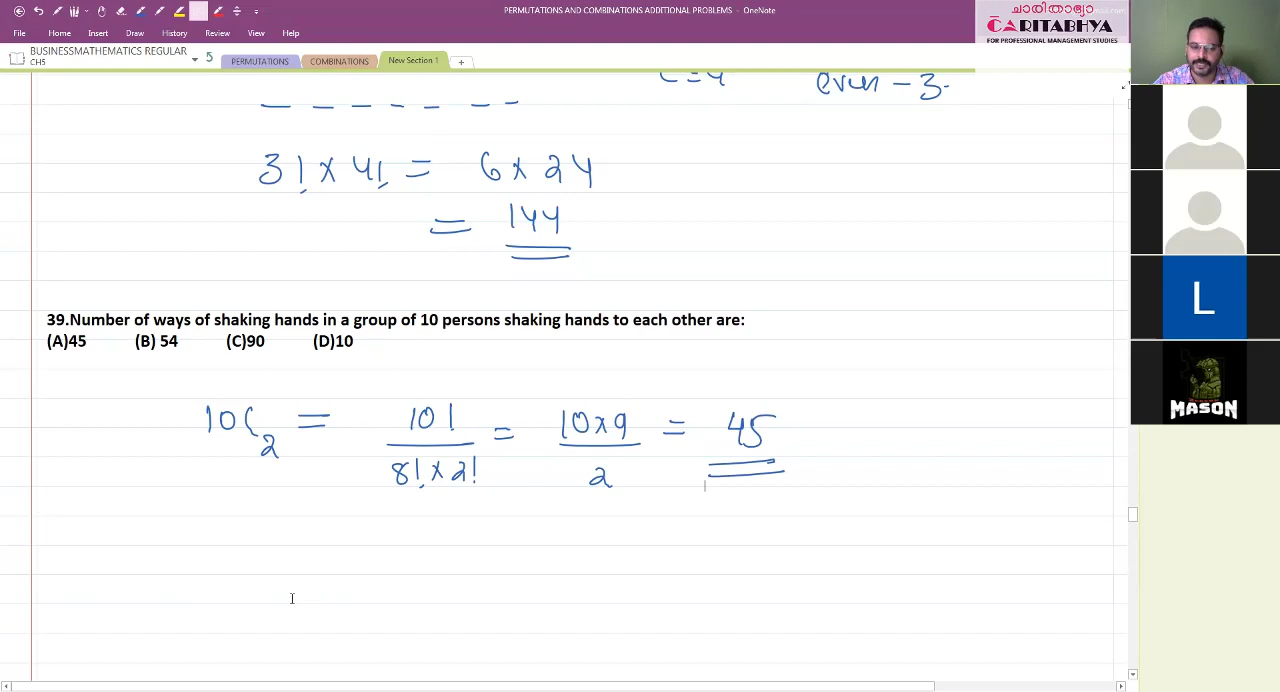 PERMUTATIONS AND COMBINATIONS ADDITIONAL PROBLEMS - OneNote
ചാരിതാഭ്യാ
CARITABHYA
FOR PROFESSIONAL MANAGEMENT STUDIES
File Home Insert Draw History Review View Help
BUSINESSMATHEMATICS REGULAR
CH5
PERMUTATIONS COMBINATIONS New Section 1
even - 3
3! × 4! = 6 × 24
= 144
39.Number of ways of shaking hands in a group of 10 persons shaking hands to each other are:
(A)45 (B) 54 (C)90 (D)10
10C2 = 10! / 8! × 2! = 10×9 / 2 = 45
L
MASON